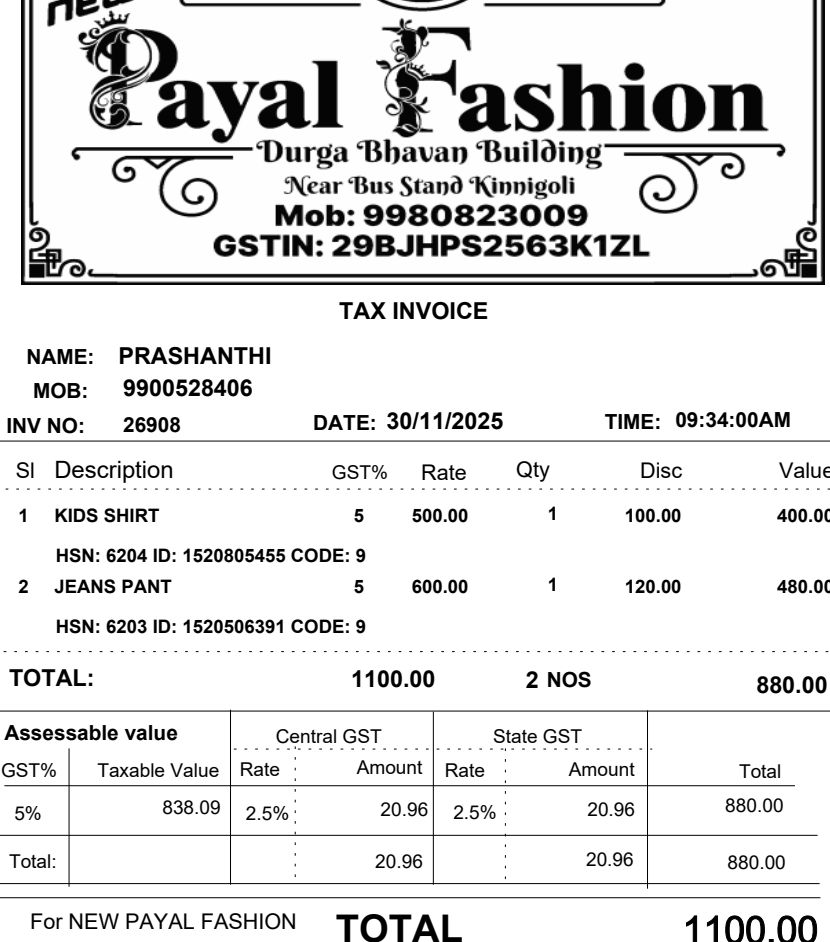 new
Payal Fashion
Durga Bhavan Building
Near Bus Stand Kinnigoli
Mob: 9980823009
GSTIN: 29BJHPS2563K1ZL
TAX INVOICE
NAME: PRASHANTHI
MOB: 9900528406
INV NO: 26908 DATE: 30/11/2025 TIME: 09:34:00AM
Sl Description GST% Rate Qty Disc Value
1 KIDS SHIRT 5 500.00 1 100.00 400.00
HSN: 6204 ID: 1520805455 CODE: 9
2 JEANS PANT 5 600.00 1 120.00 480.00
HSN: 6203 ID: 1520506391 CODE: 9
TOTAL: 1100.00 2 NOS 880.00
Assessable value Central GST State GST
GST% Taxable Value Rate Amount Rate Amount Total
5% 838.09 2.5% 20.96 2.5% 20.96 880.00
Total: 20.96 20.96 880.00
For NEW PAYAL FASHION TOTAL 1100.00